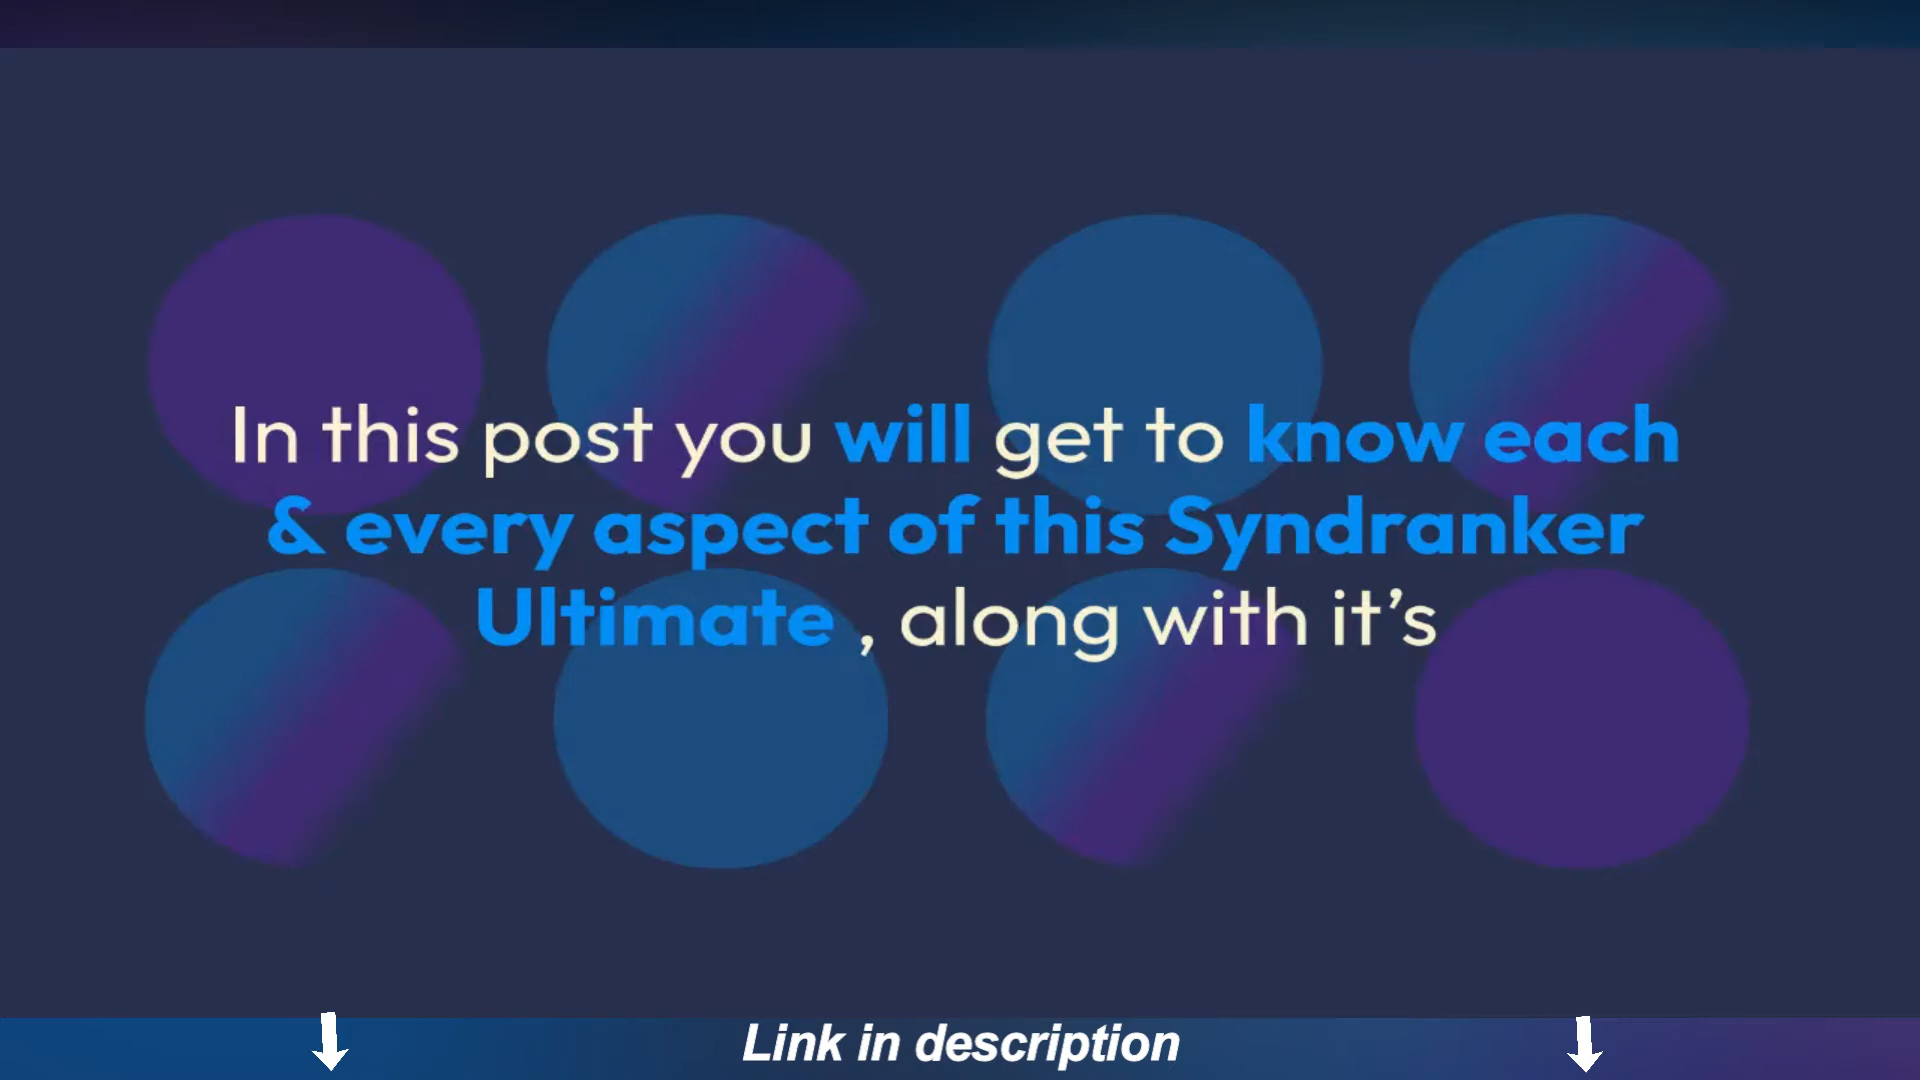 In this post you will get to know each
& every aspect of this Syndranker
Ultimate , along with it’s
Link in description